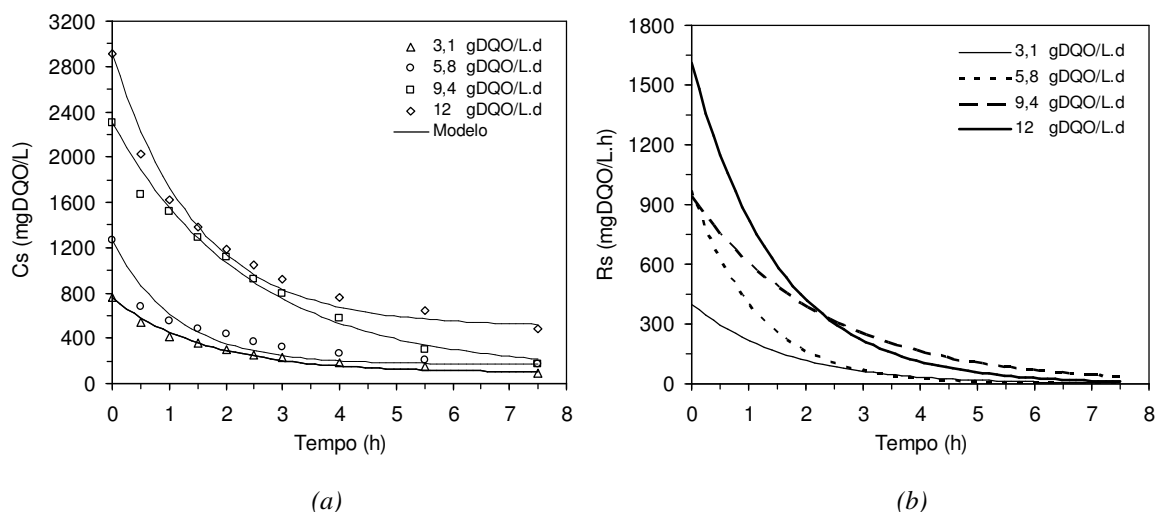 3200
2800
2400
2000
1600
1200
800
400
0
Cs (mgDQO/L)
3,1 gDQO/L.d
5,8 gDQO/L.d
9,4 gDQO/L.d
12 gDQO/L.d
Modelo
0 1 2 3 4 5 6 7 8
Tempo (h)
(a)
1800
1500
1200
900
600
300
0
Rs (mgDQO/L.h)
3,1 gDQO/L.d
5,8 gDQO/L.d
9,4 gDQO/L.d
12 gDQO/L.d
0 1 2 3 4 5 6 7 8
Tempo (h)
(b)